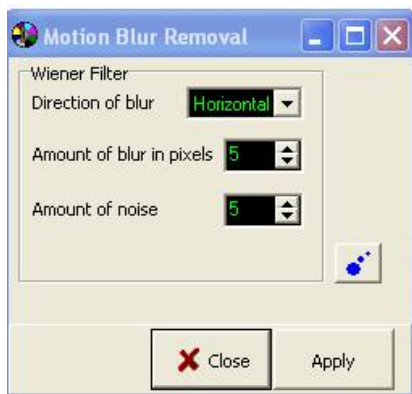 Motion Blur Removal
Wiener Filter
Direction of blur Horizontal
Amount of blur in pixels 5
Amount of noise 5
Close Apply